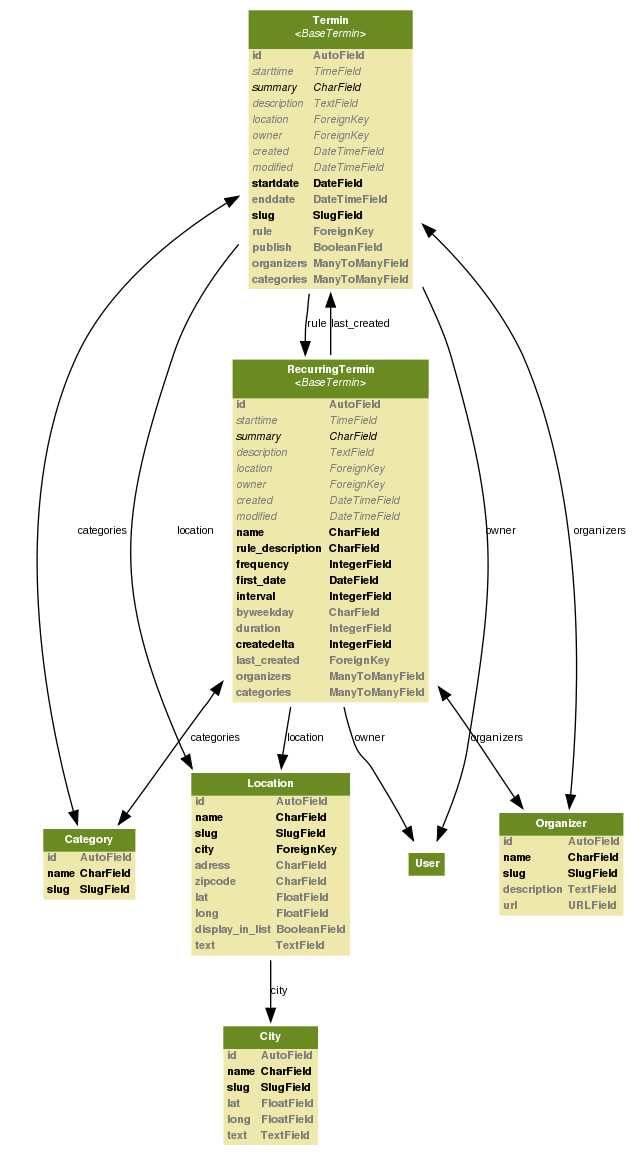 Termin
<BaseTermin>
id AutoField
starttime TimeField
summary CharField
description TextField
location ForeignKey
owner ForeignKey
created DateTimeField
modified DateTimeField
startdate DateField
enddate DateTimeField
slug SlugField
rule ForeignKey
publish BooleanField
organizers ManyToManyField
categories ManyToManyField
rule last_created
RecurringTermin
<BaseTermin>
id AutoField
starttime TimeField
summary CharField
description TextField
location ForeignKey
owner ForeignKey
created DateTimeField
modified DateTimeField
name CharField
rule_description CharField
frequency IntegerField
first_date DateField
interval IntegerField
byweekday CharField
duration IntegerField
createdelta IntegerField
last_created ForeignKey
organizers ManyToManyField
categories ManyToManyField
categories
location
owner
organizers
categories
location
owner
organizers
Location
id AutoField
name CharField
slug SlugField
city ForeignKey
adress CharField
zipcode CharField
lat FloatField
long FloatField
display_in_list BooleanField
text TextField
Category
id AutoField
name CharField
slug SlugField
User
Organizer
id AutoField
name CharField
slug SlugField
description TextField
url URLField
city
City
id AutoField
name CharField
slug SlugField
lat FloatField
long FloatField
text TextField